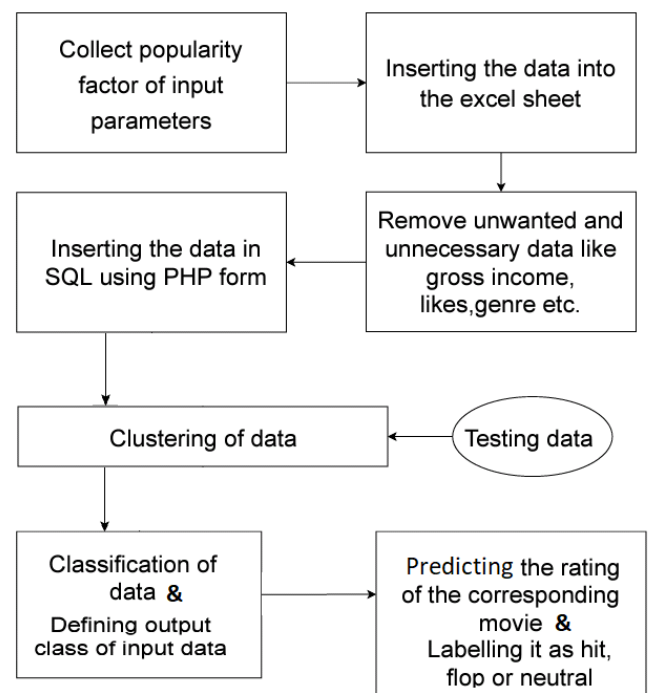 Collect popularity
factor of input
parameters
Inserting the data into
the excel sheet
Remove unwanted and
unnecessary data like
gross income,
likes,genre etc.
Inserting the data in
SQL using PHP form
Clustering of data
Testing data
Classification of
data &
Defining output
class of input data
Predicting the rating
of the corresponding
movie &
Labelling it as hit,
flop or neutral